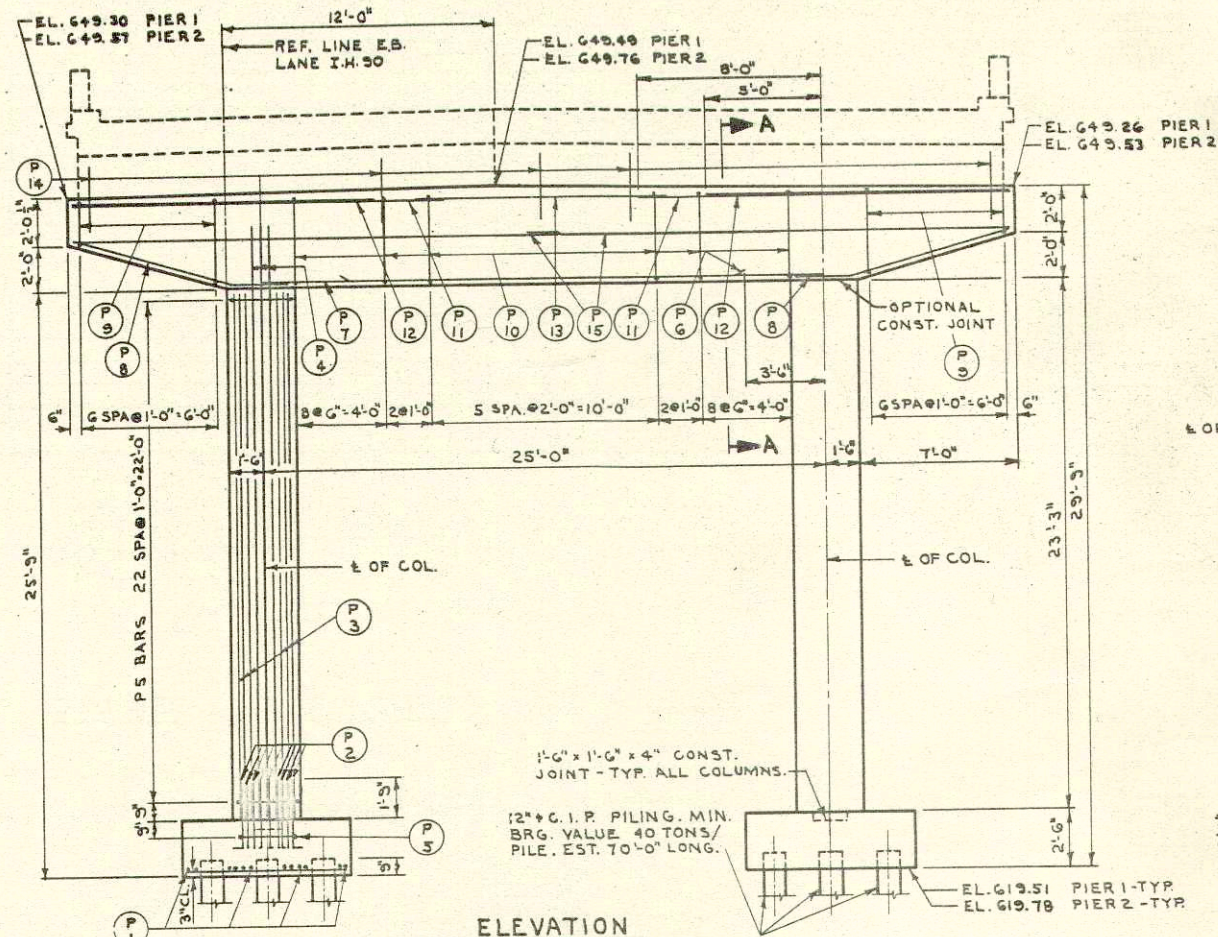 EL. 649.30 PIER 1
EL. 649.57 PIER 2
12'-0"
REF. LINE E.B.
LANE I.H. 90
EL. 649.49 PIER 1
EL. 649.76 PIER 2
8'-0"
5'-0"
A
EL. 649.26 PIER 1
EL. 649.53 PIER 2
P 14
2'-0½"
2'-0"
2'-0"
2'-0"
P 9
P 8
P 4
P 7
P 12
P 11
P 10
P 13
P 15
P 11
P 6
P 12
P 8
OPTIONAL
CONST. JOINT
P 9
3'-6"
6"
6 SPA @ 1'-0" = 6'-0"
8 @ 6" = 4'-0"
2 @ 1'-0"
5 SPA. @ 2'-0" = 10'-0"
2 @ 1'-0"
8 @ 6" = 4'-0"
6 SPA @ 1'-0" = 6'-0"
6"
A
1'-6"
25'-0"
1'-6"
7'-0"
25'-9"
P5 BARS 22 SPA @ 1'-0" = 22'-0"
℄ OF COL.
℄ OF COL.
23'-3"
29'-9"
P 3
P 2
1'-6" x 1'-6" x 4" CONST.
JOINT - TYP. ALL COLUMNS.
1'-9"
9" 9"
12" ɸ C.I.P. PILING. MIN.
BRG. VALUE 40 TONS/
PILE. EST. 70'-0" LONG.
P 5
2'-6"
3" CL.
9"
EL. 619.51 PIER 1 - TYP.
EL. 619.78 PIER 2 - TYP.
P 1
ELEVATION